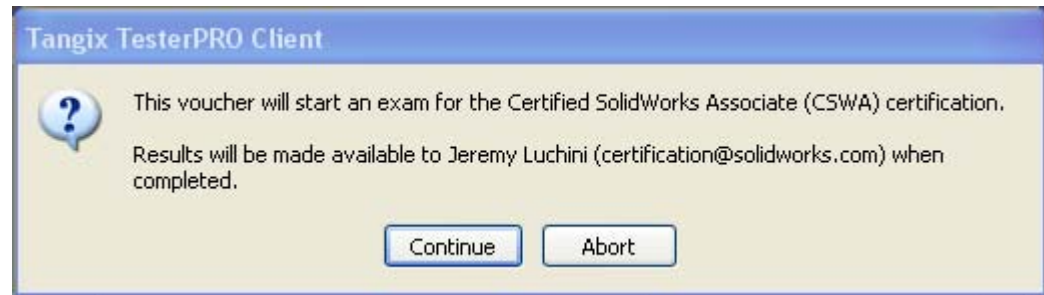 Tangix TesterPRO Client
This voucher will start an exam for the Certified SolidWorks Associate (CSWA) certification.
Results will be made available to Jeremy Luchini (certification@solidworks.com) when
completed.
Continue Abort